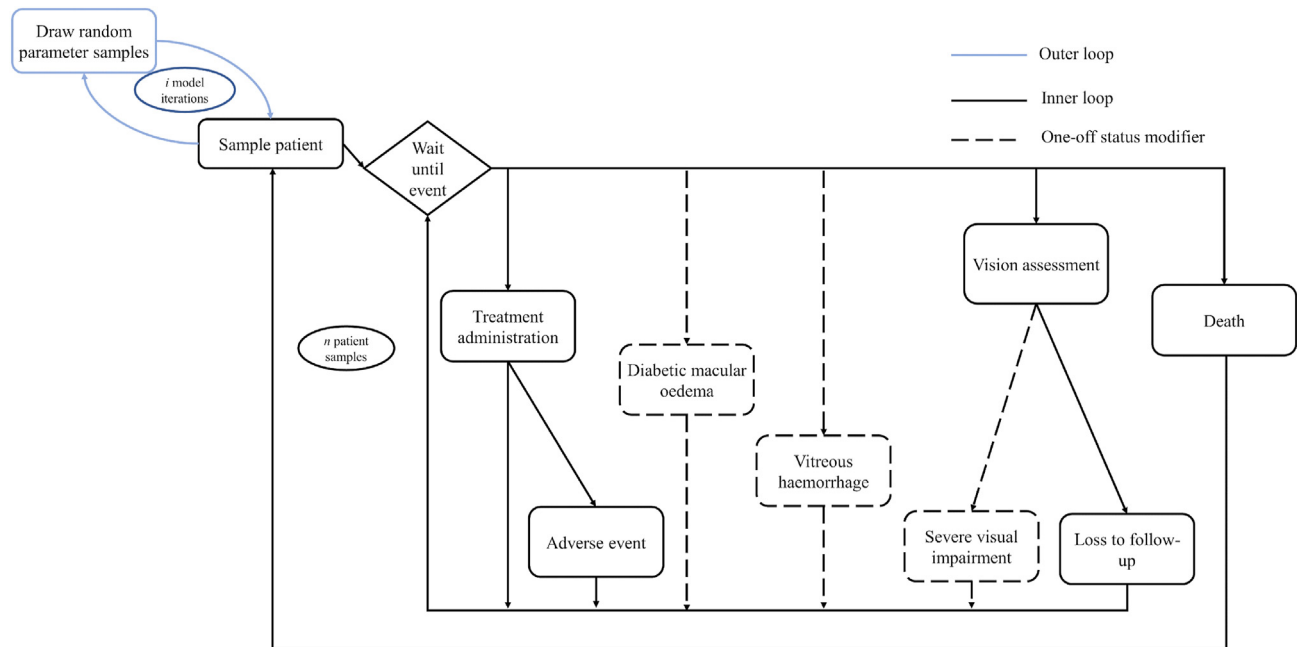 Draw random
parameter samples
i model
iterations
Sample patient
Wait
until
event
Outer loop
Inner loop
One-off status modifier
Vision assessment
Treatment
administration
Death
n patient
samples
Diabetic macular
oedema
Vitreous
haemorrhage
Adverse event
Severe visual
impairment
Loss to follow-
up